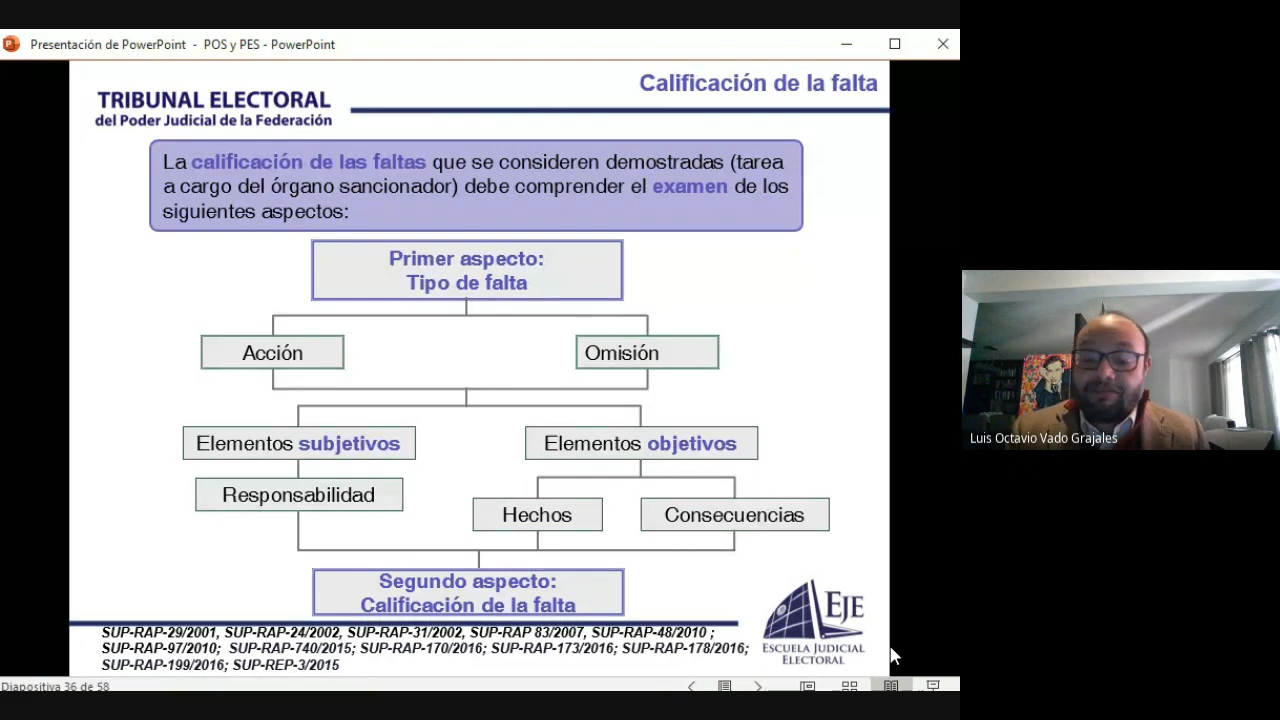 Presentación de PowerPoint - POS y PES - PowerPoint
Calificación de la falta
TRIBUNAL ELECTORAL
del Poder Judicial de la Federación
La calificación de las faltas que se consideren demostradas (tarea
a cargo del órgano sancionador) debe comprender el examen de los
siguientes aspectos:
Primer aspecto:
Tipo de falta
Acción
Omisión
Elementos subjetivos
Elementos objetivos
Responsabilidad
Hechos
Consecuencias
Segundo aspecto:
Calificación de la falta
EJE
ESCUELA JUDICIAL
ELECTORAL
SUP-RAP-29/2001, SUP-RAP-24/2002, SUP-RAP-31/2002, SUP-RAP 83/2007, SUP-RAP-48/2010 ;
SUP-RAP-97/2010; SUP-RAP-740/2015; SUP-RAP-170/2016; SUP-RAP-173/2016; SUP-RAP-178/2016;
SUP-RAP-199/2016; SUP-REP-3/2015
Diapositiva 36 de 58
Luis Octavio Vado Grajales